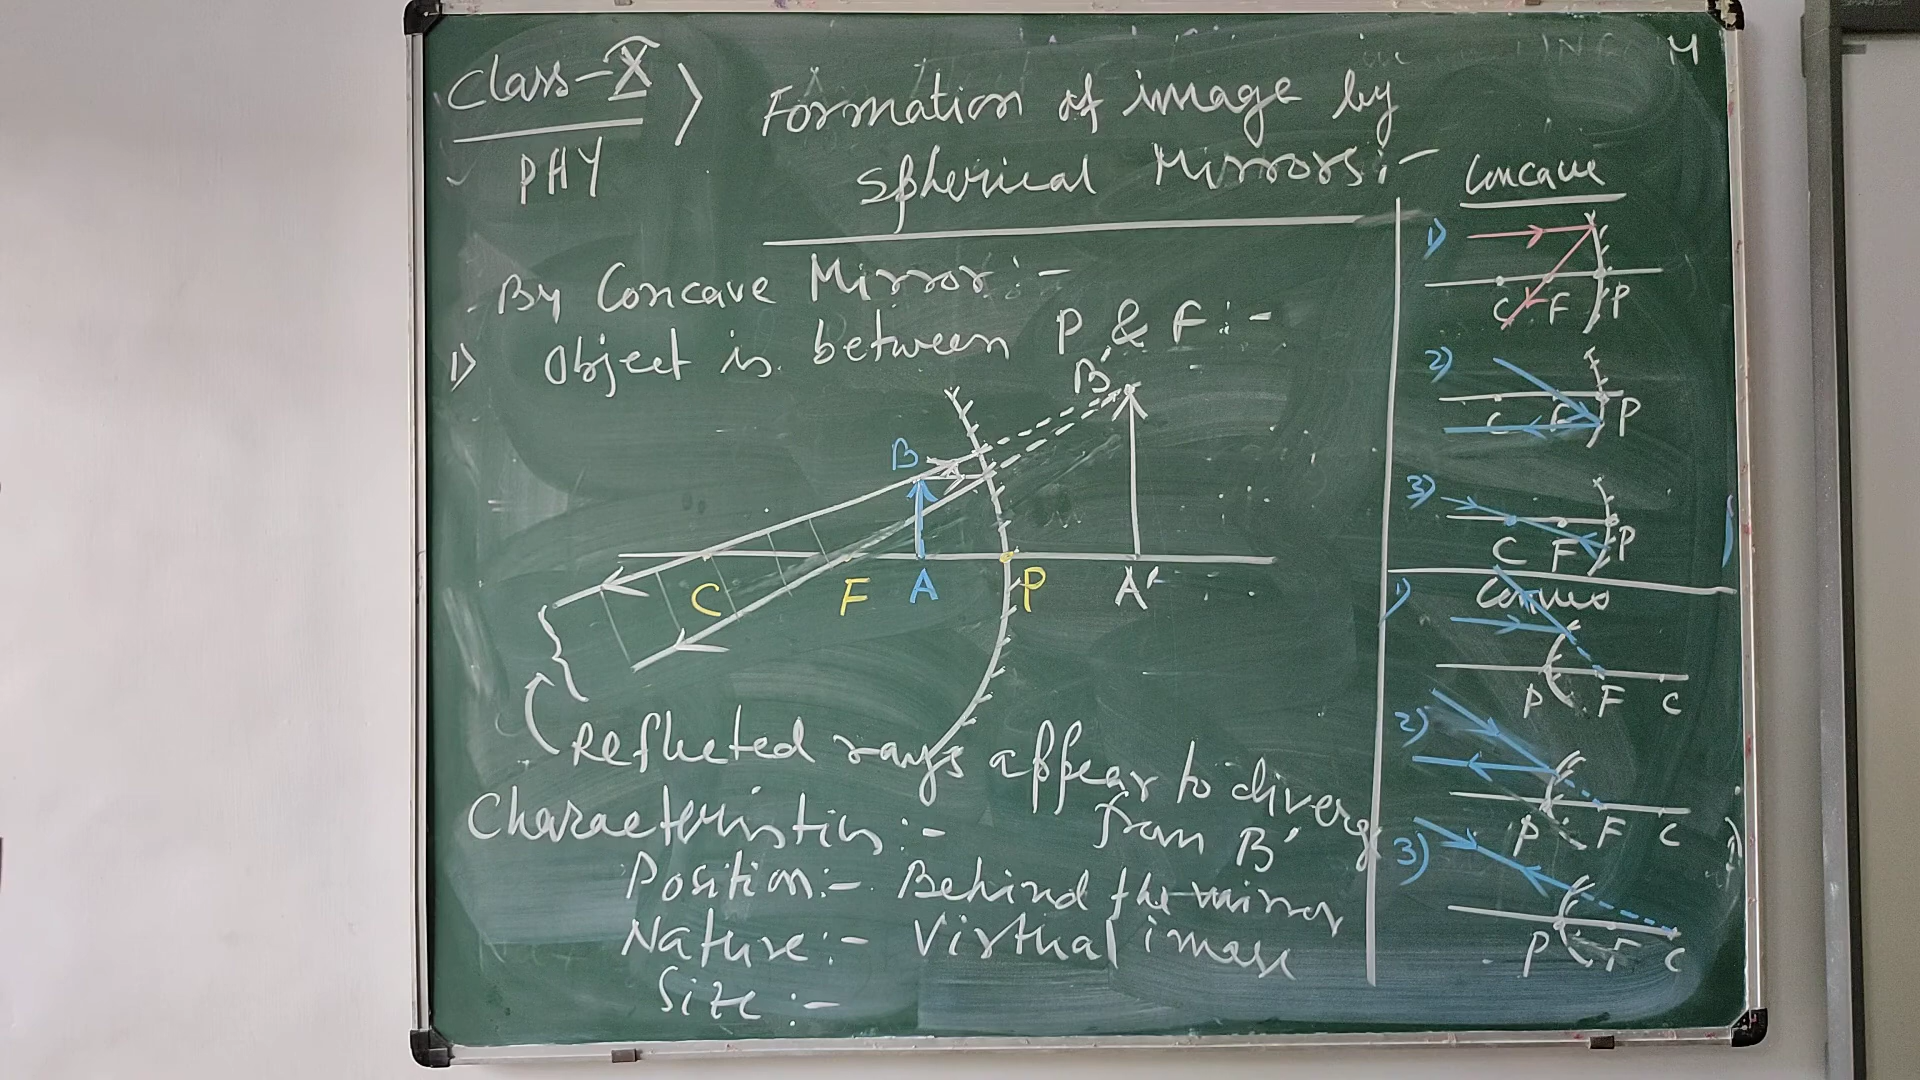 Class-X
PHY
Formation of image by
Spherical Mirrors:-
By Concave Mirror:-
1) Object is between P & F:-
B'
B
C F A P A'
Reflected rays appear to diverge
from B'
Characteristics:-
Position:- Behind the mirror
Nature:- Virtual image
Size:-
Concave
1)
C F P
2)
C F P
3)
C F P
Convex
1)
P F C
2)
P F C
3)
P F C